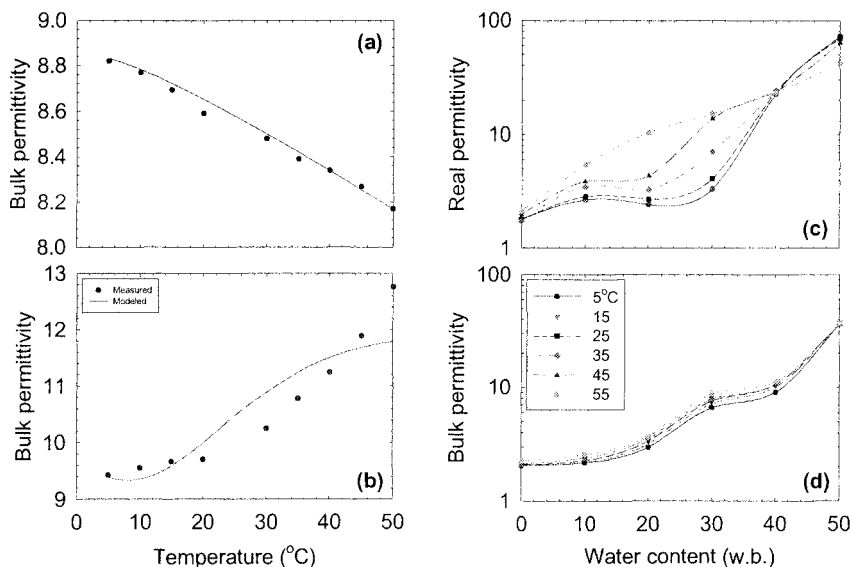 9.0
8.8
8.6
8.4
8.2
8.0
Bulk permittivity
(a)
13
12
11
10
9
Bulk permittivity
Measured
Modeled
(b)
0
10
20
30
40
50
Temperature (°C)
100
10
1
Real permittivity
(c)
100
10
1
Bulk permittivity
5°C
15
25
35
45
55
(d)
0
10
20
30
40
50
Water content (w.b.)